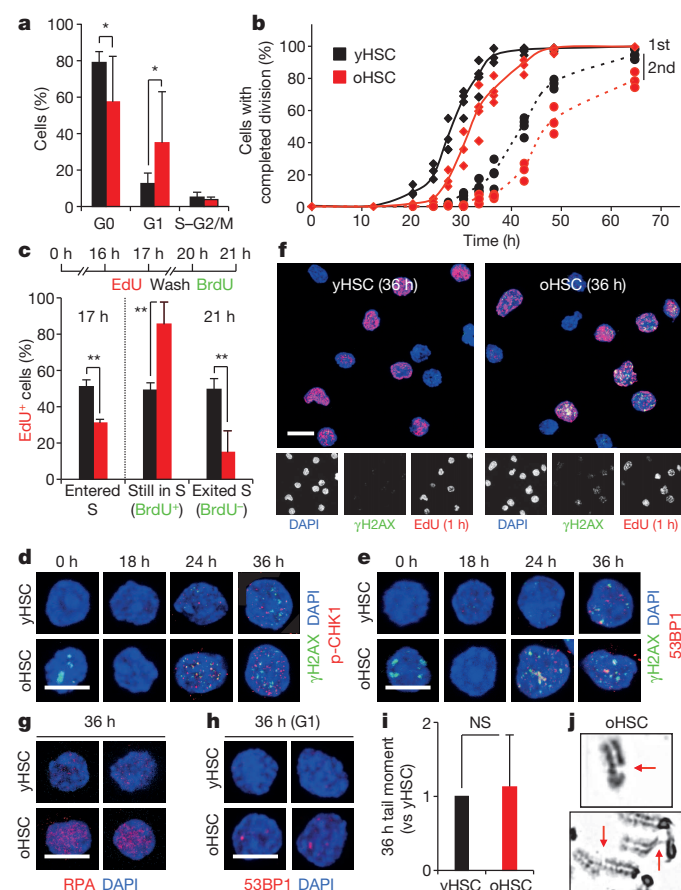 a
Cells (%)
100
80
60
40
20
0
*
*
G0 G1 S–G2/M
b
Cells with
completed division (%)
100
80
60
40
20
0
yHSC
oHSC
1st
2nd
0 10 20 30 40 50 60 70
Time (h)
c
0 h 16 h 17 h 20 h 21 h
EdU Wash BrdU
EdU+ cells (%)
100
80
60
40
20
0
17 h
21 h
**
**
**
Entered
S
Still in S
(BrdU+)
Exited S
(BrdU–)
f
yHSC (36 h)
oHSC (36 h)
DAPI γH2AX EdU (1 h) DAPI γH2AX EdU (1 h)
d
0 h 18 h 24 h 36 h
yHSC
oHSC
γH2AX DAPI
p-CHK1
e
0 h 18 h 24 h 36 h
yHSC
oHSC
γH2AX DAPI
53BP1
g
36 h
yHSC
oHSC
RPA DAPI
h
36 h (G1)
yHSC
oHSC
53BP1 DAPI
i
NS
36 h tail moment
(vs yHSC)
2
1
0
yHSC oHSC
j
oHSC